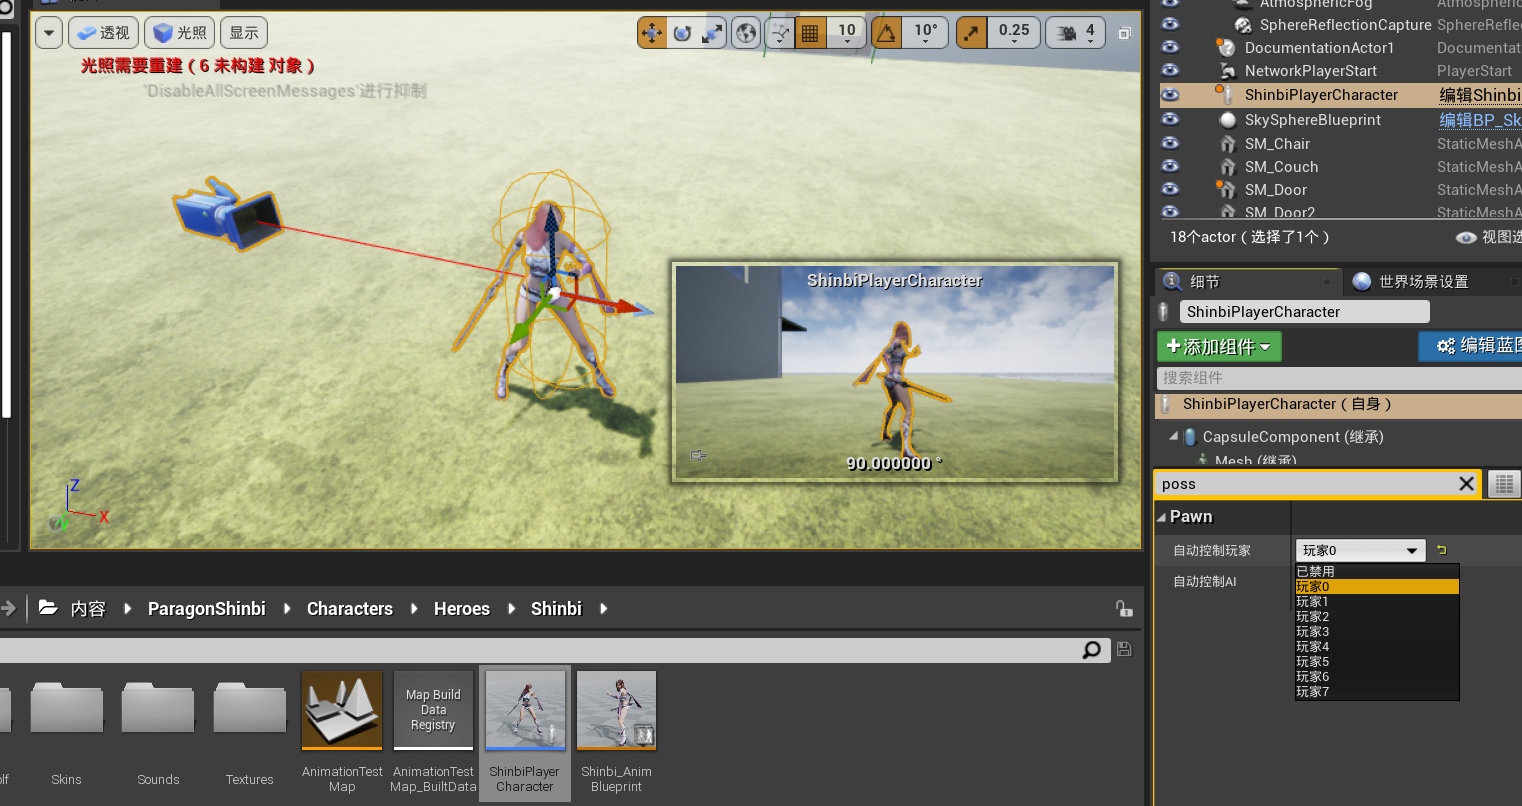 透视
光照
显示
10
10°
0.25
4
光照需要重建（6 未构建 对象）
'DisableAllScreenMessages'进行抑制
ShinbiPlayerCharacter
90.000000 °
Z
X
Y
AtmosphericFog
Atmospheric
SphereReflectionCapture
SphereReflec
DocumentationActor1
Documentat
NetworkPlayerStart
PlayerStart
ShinbiPlayerCharacter
编辑Shinbi
SkySphereBlueprint
编辑BP_Sk
SM_Chair
StaticMeshA
SM_Couch
StaticMeshA
SM_Door
StaticMeshA
SM_Door2
StaticMeshA
18个actor（选择了1个）
视图选
细节
世界场景设置
ShinbiPlayerCharacter
添加组件
编辑蓝图
搜索组件
ShinbiPlayerCharacter（自身）
CapsuleComponent (继承)
Mesh (继承)
poss
Pawn
自动控制玩家
玩家0
自动控制AI
已禁用
玩家0
玩家1
玩家2
玩家3
玩家4
玩家5
玩家6
玩家7
内容
ParagonShinbi
Characters
Heroes
Shinbi
Map Build
Data
Registry
olf
Skins
Sounds
Textures
AnimationTest
Map
AnimationTest
Map_BuiltData
ShinbiPlayer
Character
Shinbi_Anim
Blueprint